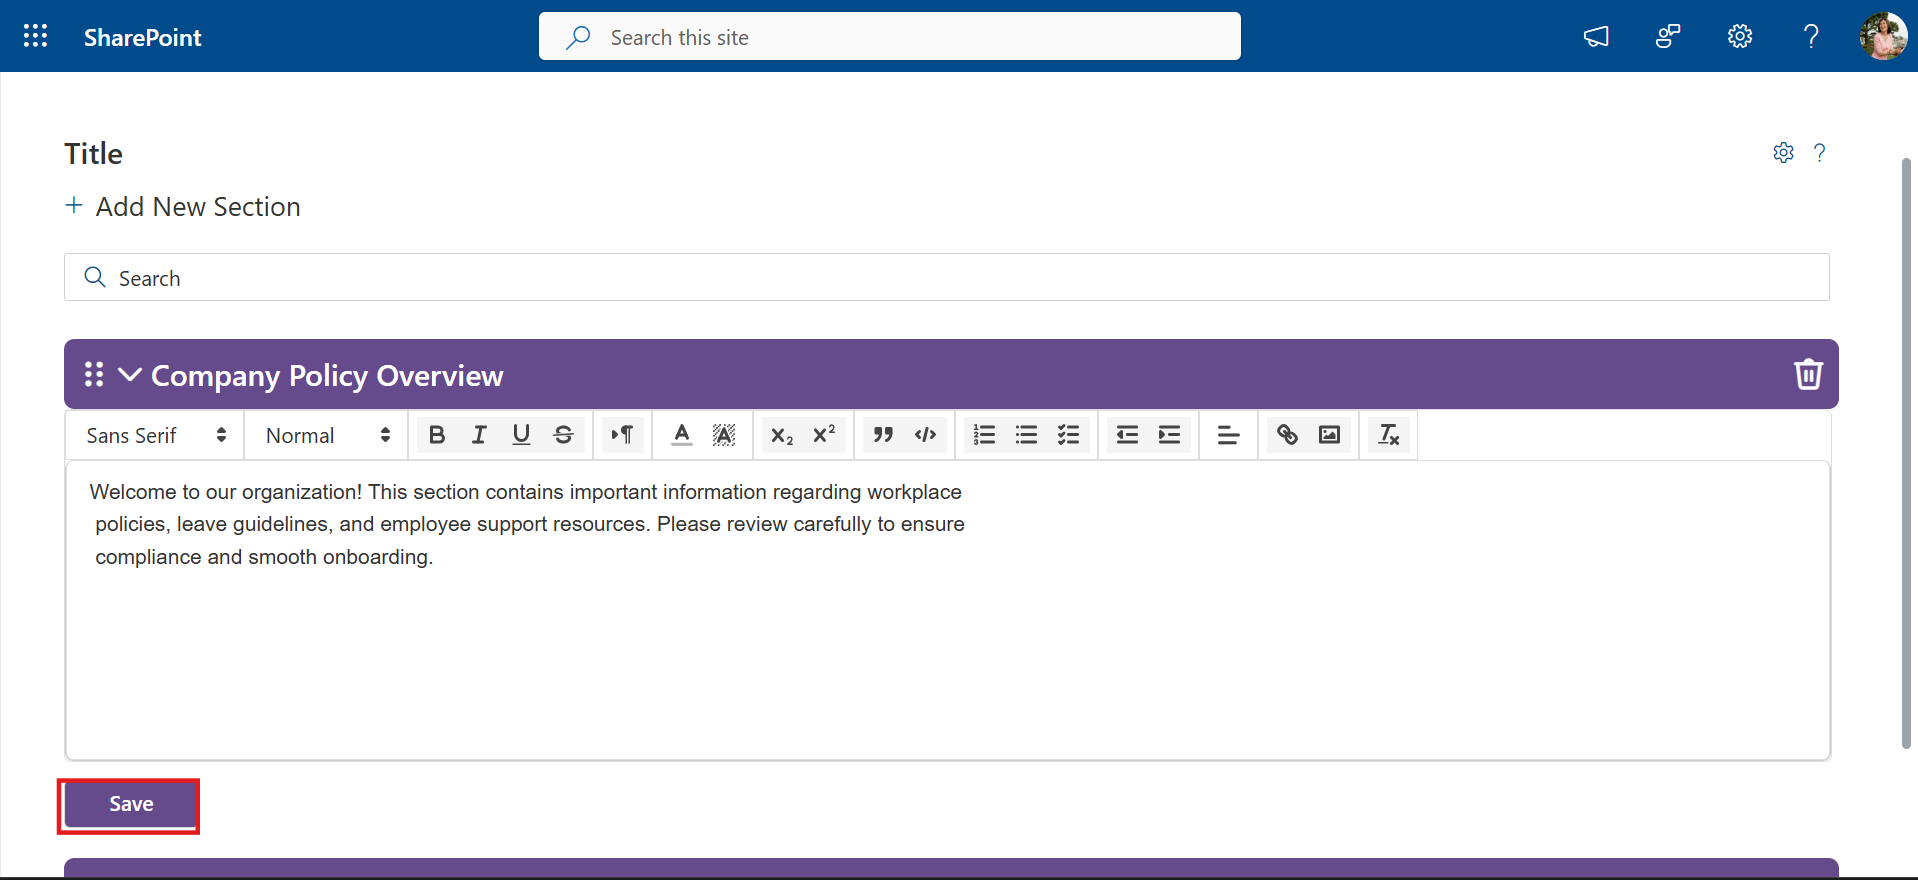 SharePoint
Search this site
Title
+ Add New Section
Search
Company Policy Overview
Sans Serif Normal
Welcome to our organization! This section contains important information regarding workplace
policies, leave guidelines, and employee support resources. Please review carefully to ensure
compliance and smooth onboarding.
Save